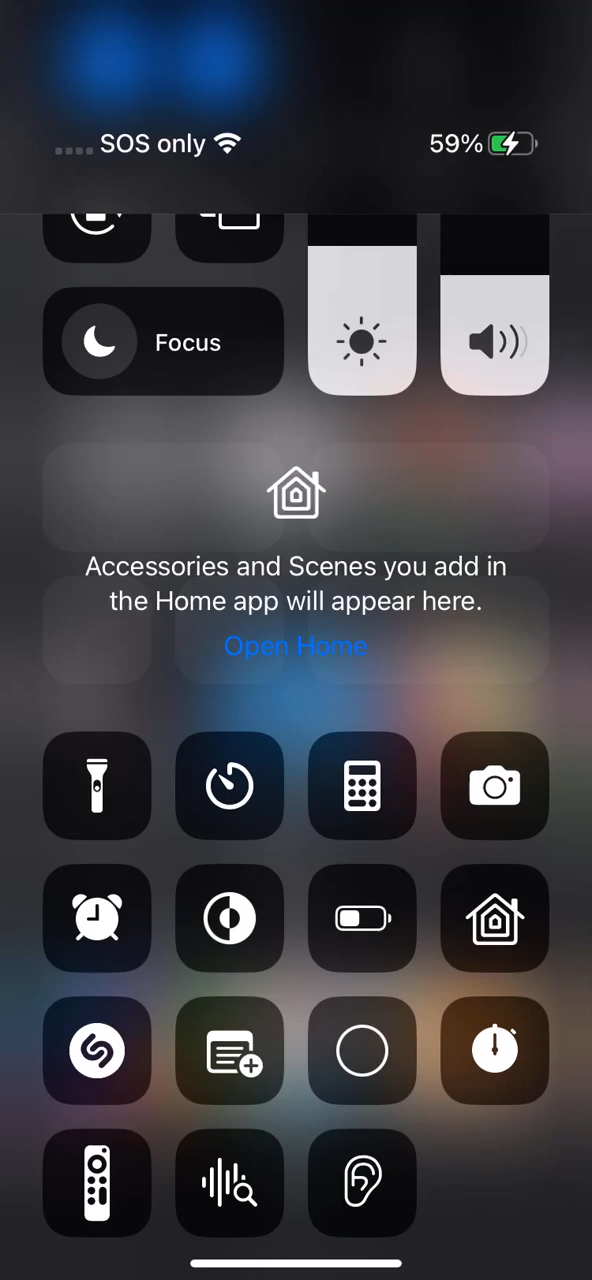 SOS only
59%
Focus
Accessories and Scenes you add in
the Home app will appear here.
Open Home